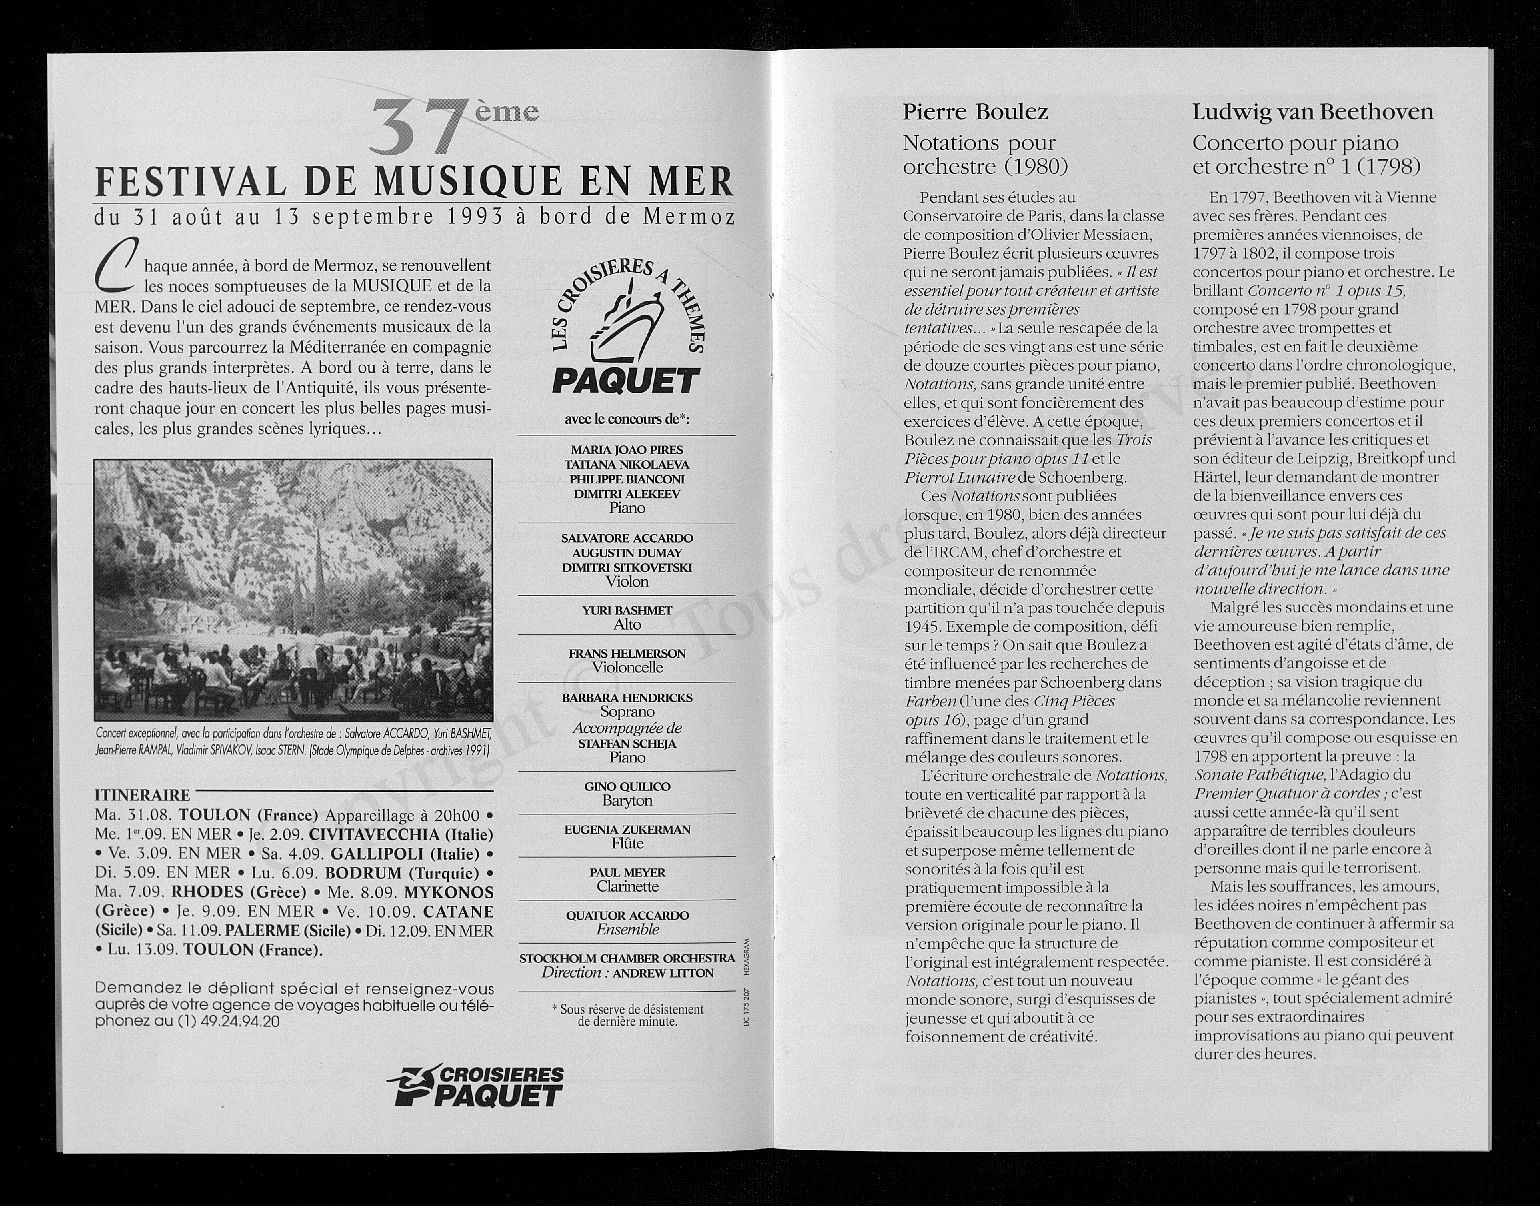 37ème
FESTIVAL DE MUSIQUE EN MER
du 31 août au 13 septembre 1993 à bord de Mermoz
Chaque année, à bord de Mermoz, se renouvellent
les noces somptueuses de la MUSIQUE et de la
MER. Dans le ciel adouci de septembre, ce rendez-vous
est devenu l'un des grands événements musicaux de la
saison. Vous parcourrez la Méditerranée en compagnie
des plus grands interprètes. A bord ou à terre, dans le
cadre des hauts-lieux de l'Antiquité, ils vous présente-
ront chaque jour en concert les plus belles pages musi-
cales, les plus grandes scènes lyriques...
Concert exceptionnel, avec la participation dans l'orchestre de : Salvatore ACCARDO, Yuri BASHMET,
Jean-Pierre RAMPAL, Vladimir SPIVAKOV, Isaac STERN. (Stade Olympique de Delphes - archives 1991)
ITINERAIRE
Ma. 31.08. TOULON (France) Appareillage à 20h00 •
Me. 1er.09. EN MER • Je. 2.09. CIVITAVECCHIA (Italie)
• Ve. 3.09. EN MER • Sa. 4.09. GALLIPOLI (Italie) •
Di. 5.09. EN MER • Lu. 6.09. BODRUM (Turquie) •
Ma. 7.09. RHODES (Grèce) • Me. 8.09. MYKONOS
(Grèce) • Je. 9.09. EN MER • Ve. 10.09. CATANE
(Sicile) • Sa. 11.09. PALERME (Sicile) • Di. 12.09. EN MER
• Lu. 13.09. TOULON (France).
Demandez le dépliant spécial et renseignez-vous
auprès de votre agence de voyages habituelle ou télé-
phonez au (1) 49.24.94.20
LES CROISIERES A THEMES
PAQUET
avec le concours de*:
MARIA JOAO PIRES
TATIANA NIKOLAEVA
PHILIPPE BIANCONI
DIMITRI ALEKEEV
Piano
SALVATORE ACCARDO
AUGUSTIN DUMAY
DIMITRI SITKOVETSKI
Violon
YURI BASHMET
Alto
FRANS HELMERSON
Violoncelle
BARBARA HENDRICKS
Soprano
Accompagnée de
STAFFAN SCHEJA
Piano
GINO QUILICO
Baryton
EUGENIA ZUKERMAN
Flûte
PAUL MEYER
Clarinette
QUATUOR ACCARDO
Ensemble
STOCKHOLM CHAMBER ORCHESTRA
Direction : ANDREW LITTON
* Sous réserve de désistement
de dernière minute.
LIC 175 207 HEXAGRAM
CROISIERES
PAQUET
Pierre Boulez
Notations pour
orchestre (1980)
Pendant ses études au
Conservatoire de Paris, dans la classe
de composition d'Olivier Messiaen,
Pierre Boulez écrit plusieurs œuvres
qui ne seront jamais publiées. « Il est
essentiel pour tout créateur et artiste
de détruire ses premières
tentatives... » La seule rescapée de la
période de ses vingt ans est une série
de douze courtes pièces pour piano,
Notations, sans grande unité entre
elles, et qui sont foncièrement des
exercices d'élève. A cette époque,
Boulez ne connaissait que les Trois
Pièces pour piano opus 11 et le
Pierrot Lunaire de Schoenberg.
Ces Notations sont publiées
lorsque, en 1980, bien des années
plus tard, Boulez, alors déjà directeur
de l'IRCAM, chef d'orchestre et
compositeur de renommée
mondiale, décide d'orchestrer cette
partition qu'il n'a pas touchée depuis
1945. Exemple de composition, défi
sur le temps ? On sait que Boulez a
été influencé par les recherches de
timbre menées par Schoenberg dans
Farben (l'une des Cinq Pièces
opus 16), page d'un grand
raffinement dans le traitement et le
mélange des couleurs sonores.
L'écriture orchestrale de Notations,
toute en verticalité par rapport à la
brièveté de chacune des pièces,
épaissit beaucoup les lignes du piano
et superpose même tellement de
sonorités à la fois qu'il est
pratiquement impossible à la
première écoute de reconnaître la
version originale pour le piano. Il
n'empêche que la structure de
l'original est intégralement respectée.
Notations, c'est tout un nouveau
monde sonore, surgi d'esquisses de
jeunesse et qui aboutit à ce
foisonnement de créativité.
Ludwig van Beethoven
Concerto pour piano
et orchestre n° 1 (1798)
En 1797, Beethoven vit à Vienne
avec ses frères. Pendant ces
premières années viennoises, de
1797 à 1802, il compose trois
concertos pour piano et orchestre. Le
brillant Concerto n° 1 opus 15,
composé en 1798 pour grand
orchestre avec trompettes et
timbales, est en fait le deuxième
concerto dans l'ordre chronologique,
mais le premier publié. Beethoven
n'avait pas beaucoup d'estime pour
ces deux premiers concertos et il
prévient à l'avance les critiques et
son éditeur de Leipzig, Breitkopf und
Härtel, leur demandant de montrer
de la bienveillance envers ces
œuvres qui sont pour lui déjà du
passé. « Je ne suis pas satisfait de ces
dernières œuvres. A partir
d'aujourd'hui je me lance dans une
nouvelle direction. »
Malgré les succès mondains et une
vie amoureuse bien remplie,
Beethoven est agité d'états d'âme, de
sentiments d'angoisse et de
déception ; sa vision tragique du
monde et sa mélancolie reviennent
souvent dans sa correspondance. Les
œuvres qu'il compose ou esquisse en
1798 en apportent la preuve : la
Sonate Pathétique, l'Adagio du
Premier Quatuor à cordes ; c'est
aussi cette année-là qu'il sent
apparaître de terribles douleurs
d'oreilles dont il ne parle encore à
personne mais qui le terrorisent.
Mais les souffrances, les amours,
les idées noires n'empêchent pas
Beethoven de continuer à affermir sa
réputation comme compositeur et
comme pianiste. Il est considéré à
l'époque comme « le géant des
pianistes », tout spécialement admiré
pour ses extraordinaires
improvisations au piano qui peuvent
durer des heures.